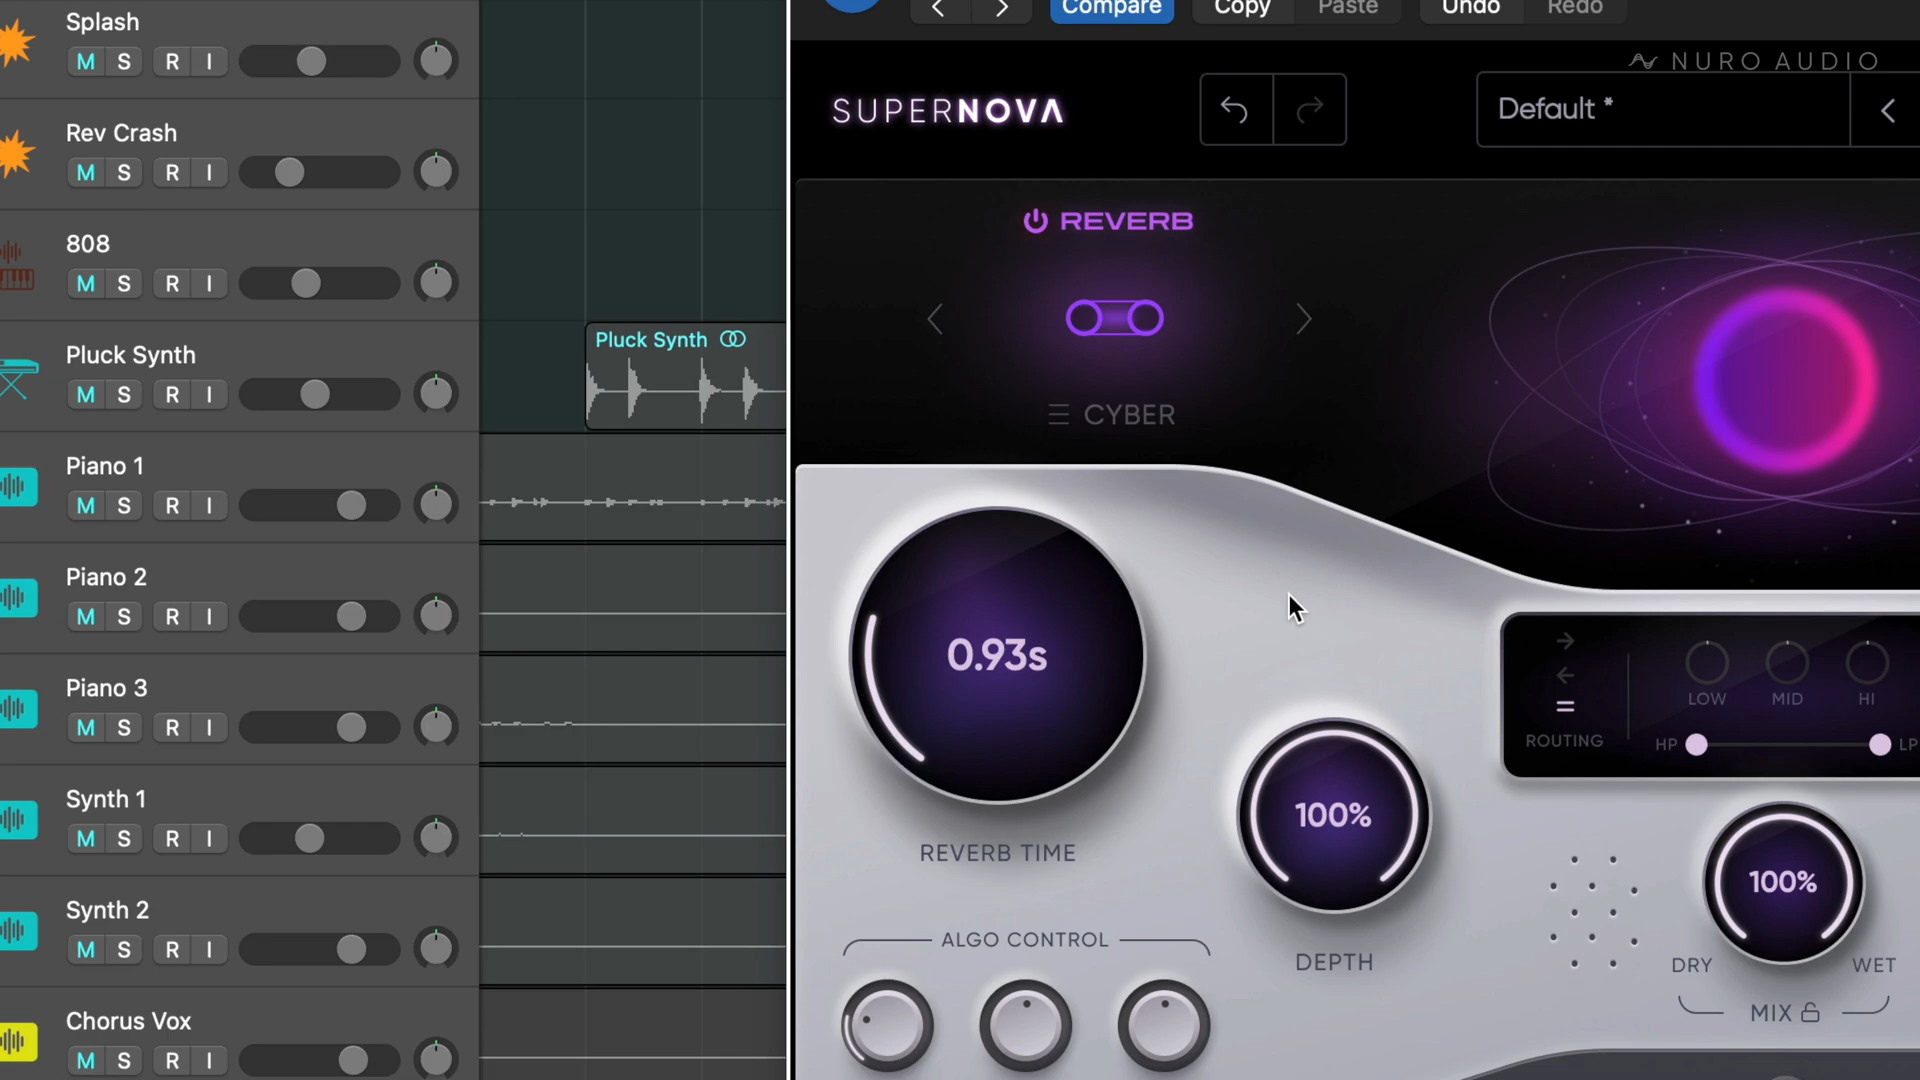 Splash
M S R I
Rev Crash
M S R I
808
M S R I
Pluck Synth
M S R I
Piano 1
M S R I
Piano 2
M S R I
Piano 3
M S R I
Synth 1
M S R I
Synth 2
M S R I
Chorus Vox
M S R I
Pluck Synth
Compare
Copy
Paste
Undo
Redo
NURO AUDIO
SUPERNOVA
Default *
REVERB
CYBER
0.93s
REVERB TIME
100%
DEPTH
ALGO CONTROL
ROUTING
LOW MID HI
HP LP
100%
DRY WET
MIX